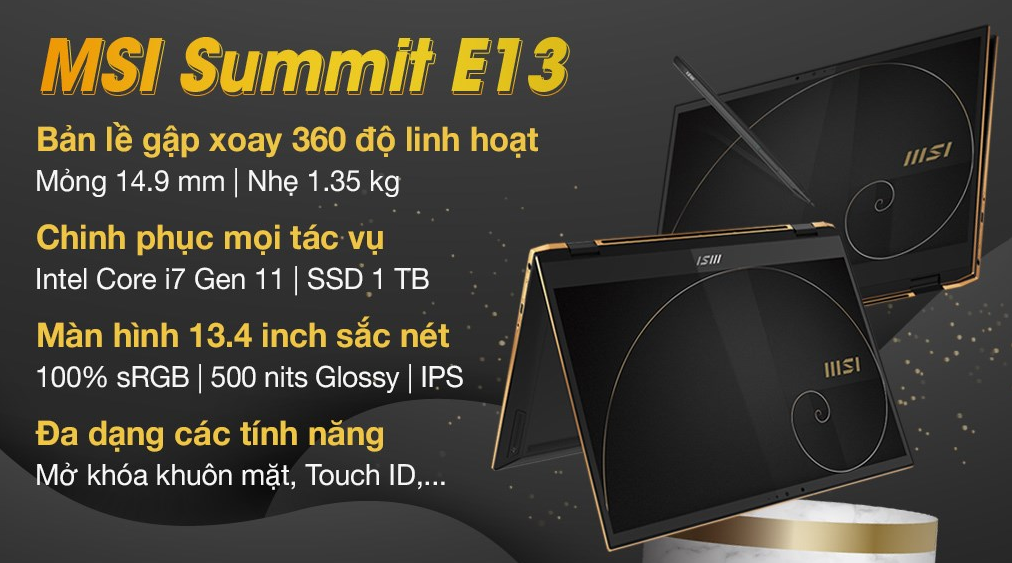 MSI Summit E13
Bản lề gập xoay 360 độ linh hoạt
Mỏng 14.9 mm | Nhẹ 1.35 kg
Chinh phục mọi tác vụ
Intel Core i7 Gen 11 | SSD 1 TB
Màn hình 13.4 inch sắc nét
100% sRGB | 500 nits Glossy | IPS
Đa dạng các tính năng
Mở khóa khuôn mặt, Touch ID,...
MSI
MSI
MSI